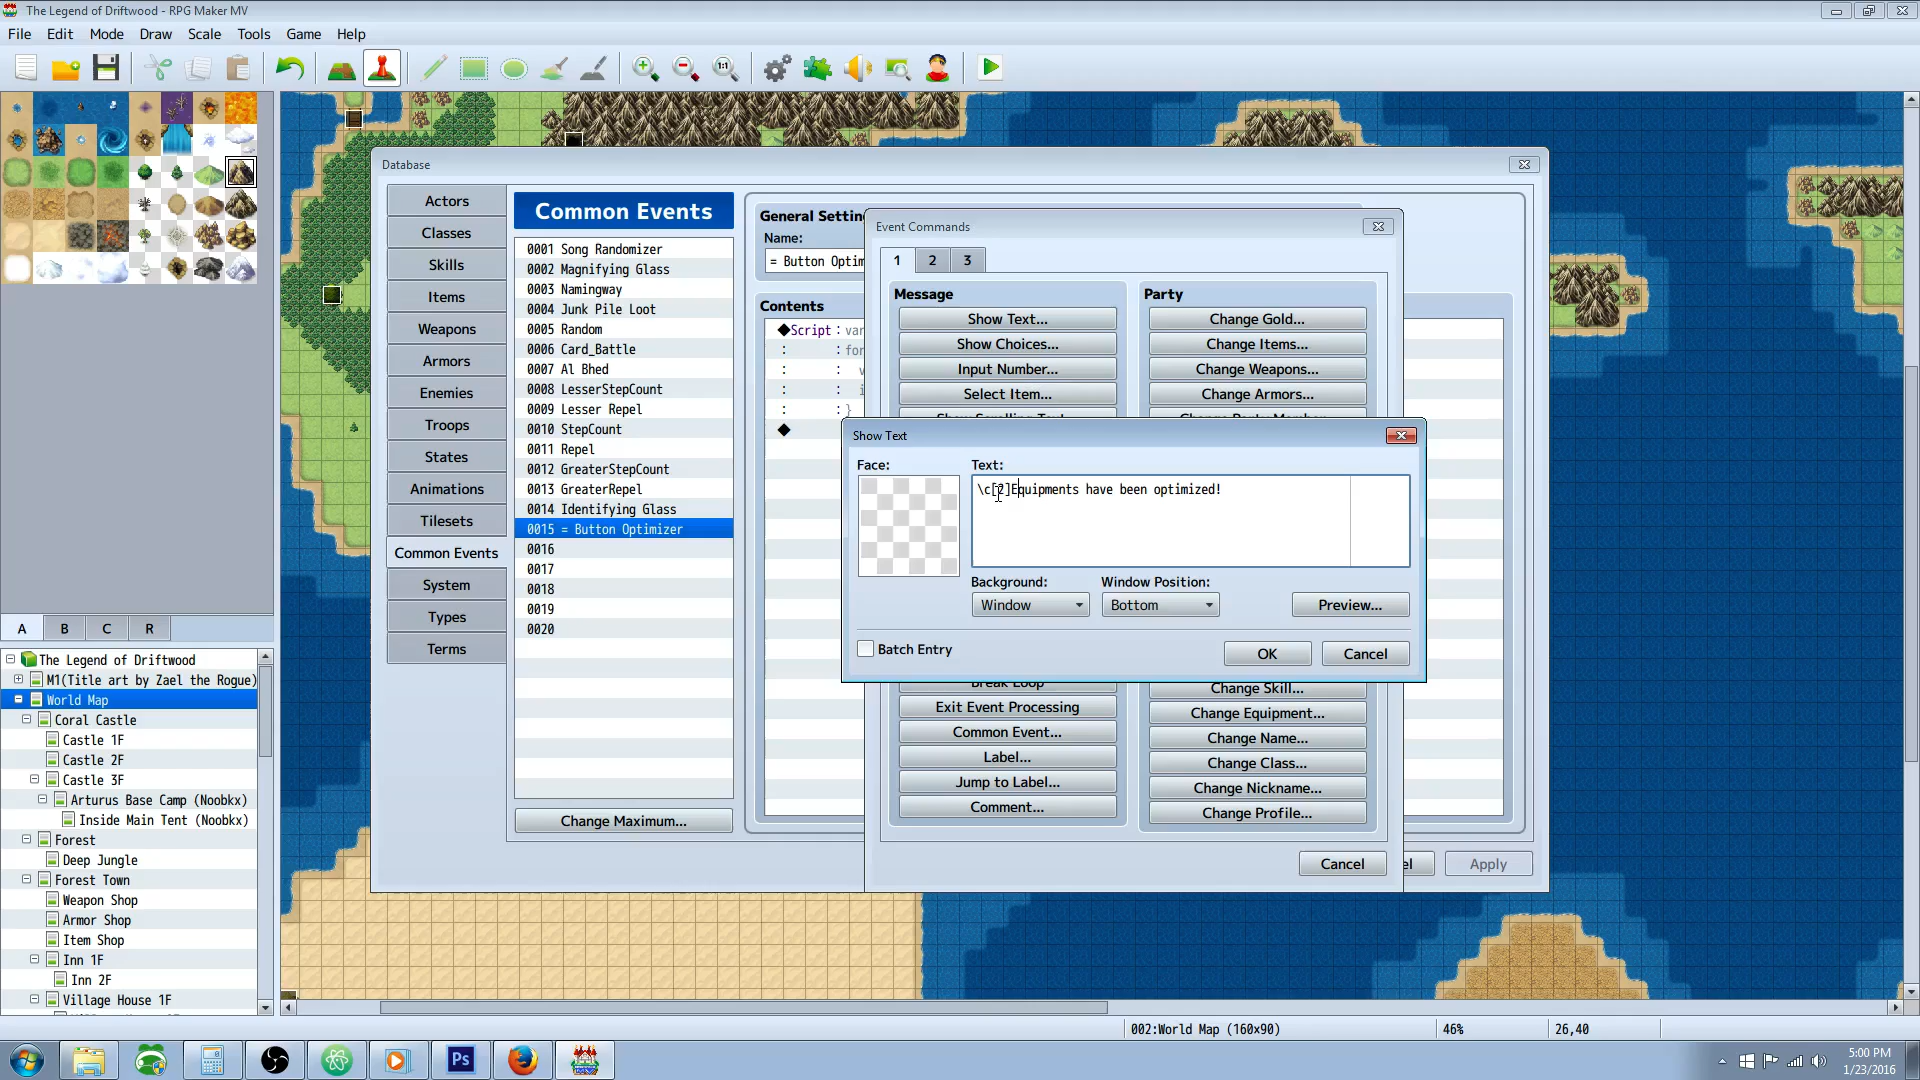 The Legend of Driftwood - RPG Maker MV
File Edit Mode Draw Scale Tools Game Help
1:1
Database
Actors
Classes
Skills
Items
Weapons
Armors
Enemies
Troops
States
Animations
Tilesets
Common Events
System
Types
Terms
Common Events
0001 Song Randomizer
0002 Magnifying Glass
0003 Namingway
0004 Junk Pile Loot
0005 Random
0006 Card_Battle
0007 Al Bhed
0008 LesserStepCount
0009 Lesser Repel
0010 StepCount
0011 Repel
0012 GreaterStepCount
0013 GreaterRepel
0014 Identifying Glass
0015 = Button Optimizer
0016
0017
0018
0019
0020
Change Maximum...
General Settin
Name:
= Button Optim
Contents
◆Script : var
: : for
: : v
: : i
: : }
◆
Event Commands
1 2 3
Message
Show Text...
Show Choices...
Input Number...
Select Item...
Party
Change Gold...
Change Items...
Change Weapons...
Change Armors...
Show Text
Face:
Text:
\c[2]Equipments have been optimized!
Background:
Window
Window Position:
Bottom
Preview...
Batch Entry
OK
Cancel
Break Loop
Exit Event Processing
Common Event...
Label...
Jump to Label...
Comment...
Change Skill...
Change Equipment...
Change Name...
Change Class...
Change Nickname...
Change Profile...
Cancel
el
Apply
A B C R
The Legend of Driftwood
M1(Title art by Zael the Rogue)
World Map
Coral Castle
Castle 1F
Castle 2F
Castle 3F
Arturus Base Camp (Noobkx)
Inside Main Tent (Noobkx)
Forest
Deep Jungle
Forest Town
Weapon Shop
Armor Shop
Item Shop
Inn 1F
Inn 2F
Village House 1F
002:World Map (160x90)
46%
26,40
Ps
5:00 PM
1/23/2016